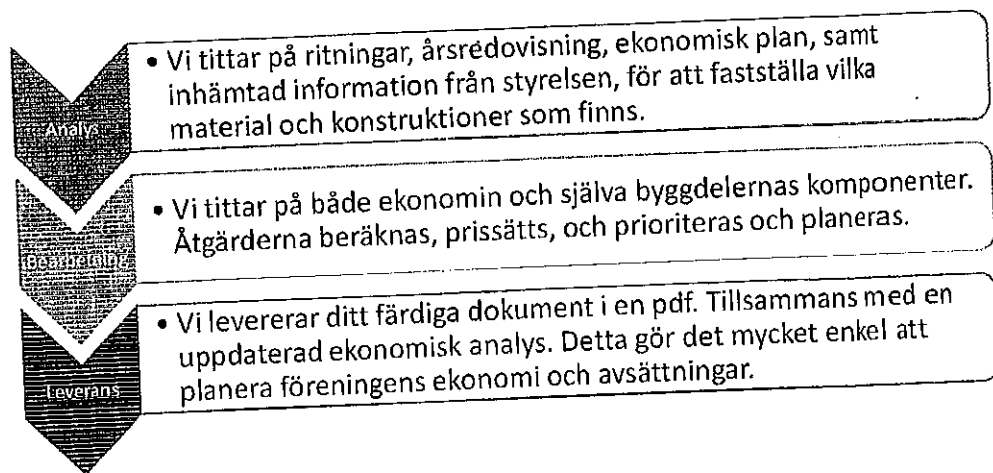 Analys
• Vi tittar på ritningar, årsredovisning, ekonomisk plan, samt
inhämtad information från styrelsen, för att fastställa vilka
material och konstruktioner som finns.
Bearbetning
• Vi tittar på både ekonomin och själva byggdelernas komponenter.
Åtgärderna beräknas, prissätts, och prioriteras och planeras.
Leverans
• Vi levererar ditt färdiga dokument i en pdf. Tillsammans med en
uppdaterad ekonomisk analys. Detta gör det mycket enkel att
planera föreningens ekonomi och avsättningar.